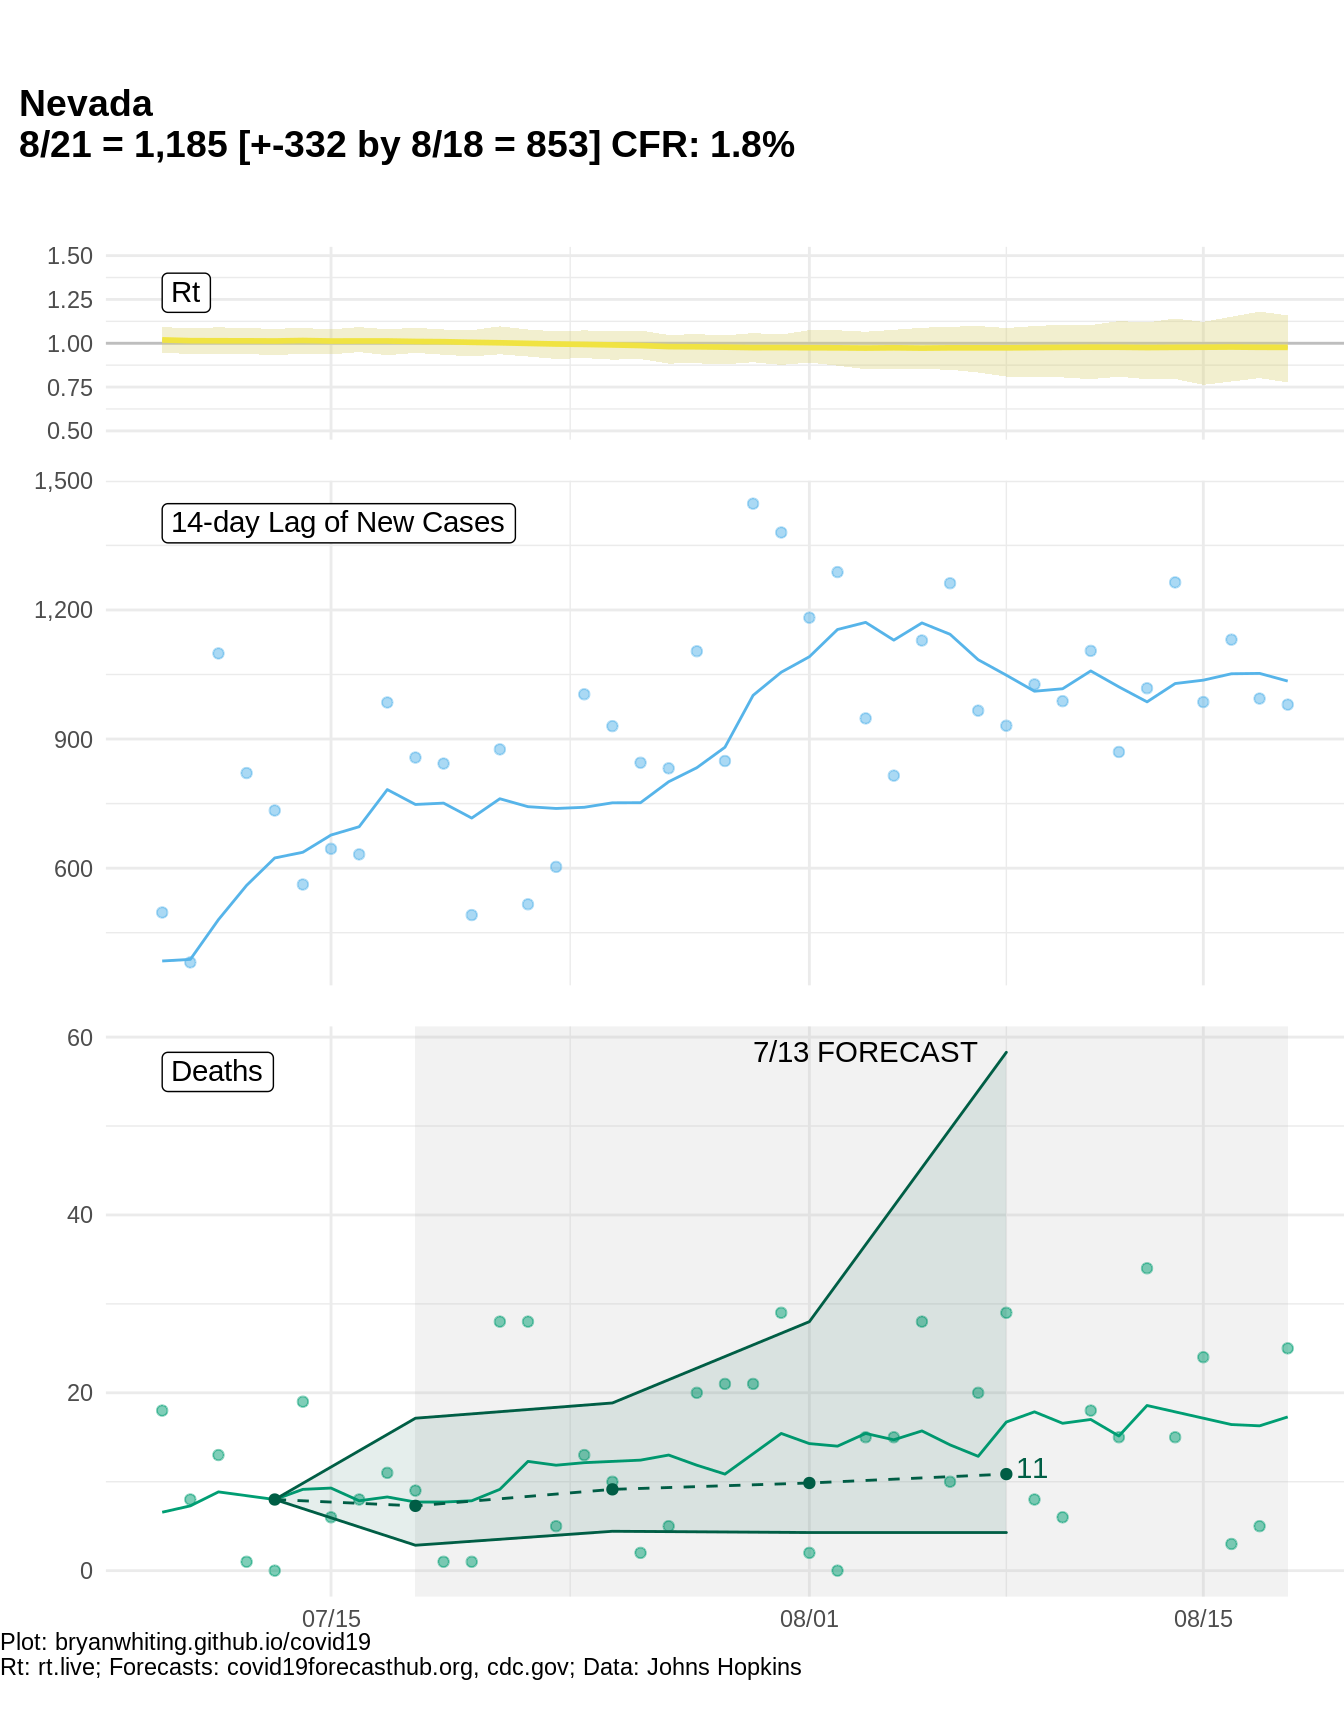 Nevada
8/21 = 1,185 [+-332 by 8/18 = 853] CFR: 1.8%
1.50
Rt
1.25
1.00
0.75
0.50
1,500
14-day Lag of New Cases
1,200
900
600
60
7/13 FORECAST
Deaths
40
20
11
0
07/15 08/01 08/15
Plot: bryanwhiting.github.io/covid19
Rt: rt.live; Forecasts: covid19forecasthub.org, cdc.gov; Data: Johns Hopkins